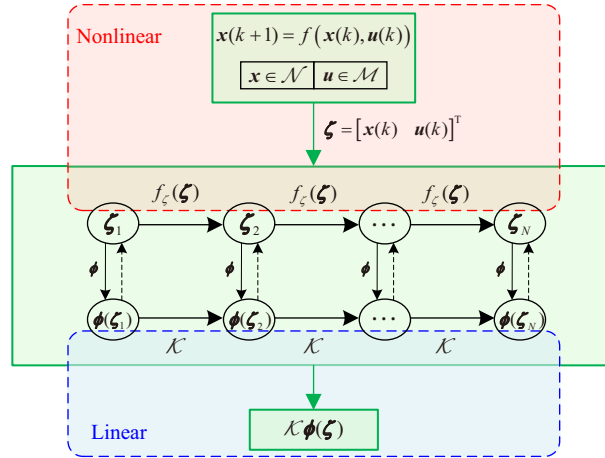 Nonlinear
x(k+1) = f(x(k), u(k))
x ∈ 𝒩 u ∈ ℳ
ζ = [x(k) u(k)]ᵀ
f_ζ(ζ) f_ζ(ζ) f_ζ(ζ)
ζ₁ ζ₂ ⋯ ζ_N
ϕ ϕ ϕ ϕ
ϕ(ζ₁) ϕ(ζ₂) ⋯ ϕ(ζ_N)
𝒦 𝒦 𝒦
𝒦ϕ(ζ)
Linear